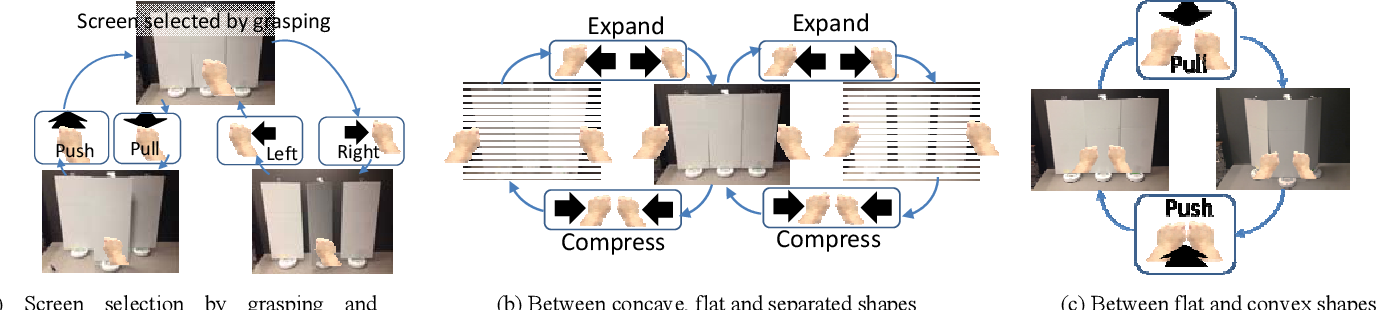 Screen selected by grasping
Push
Pull
Left
Right
Expand
Expand
Compress
Compress
Pull
Push
) Screen selection by grasping and
(b) Between concave, flat and separated shapes
(c) Between flat and convex shapes